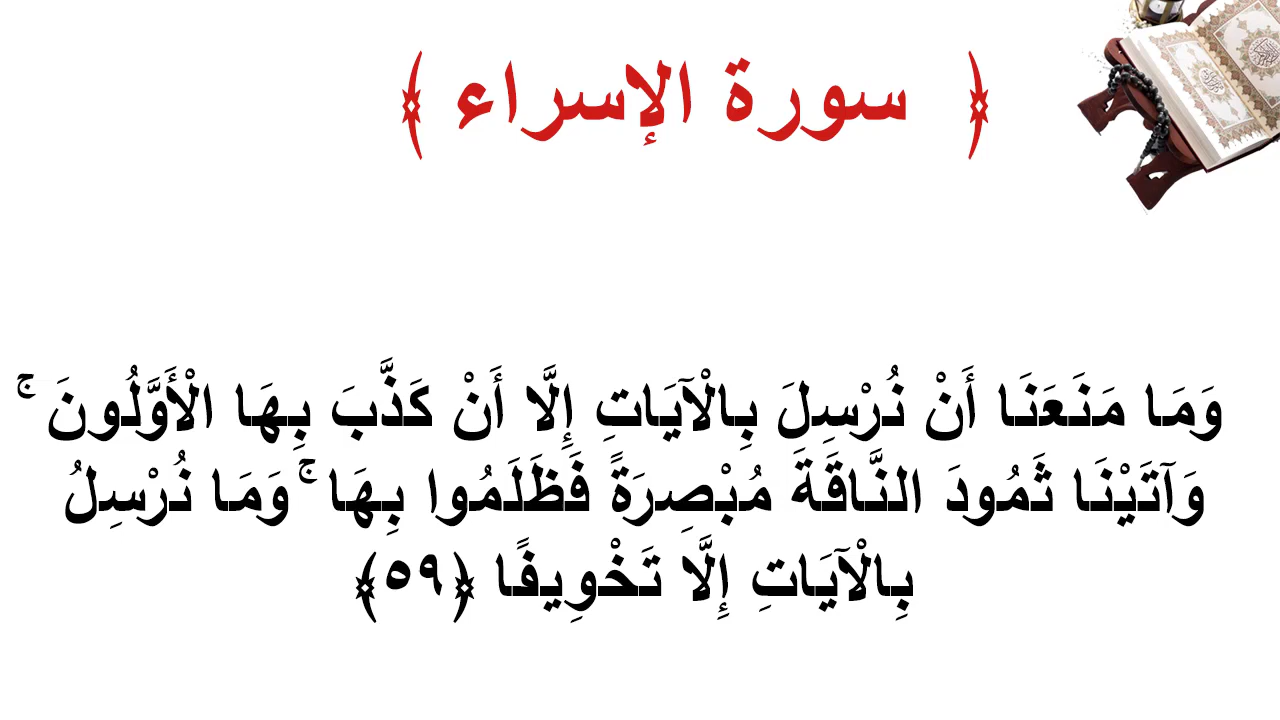 ﴿ سورة الإسراء ﴾
وَمَا مَنَعَنَا أَنْ نُرْسِلَ بِالْآيَاتِ إِلَّا أَنْ كَذَّبَ بِهَا الْأَوَّلُونَ ۚ
وَآتَيْنَا ثَمُودَ النَّاقَةَ مُبْصِرَةً فَظَلَمُوا بِهَا ۚ وَمَا نُرْسِلُ
بِالْآيَاتِ إِلَّا تَخْوِيفًا ﴿٥٩﴾